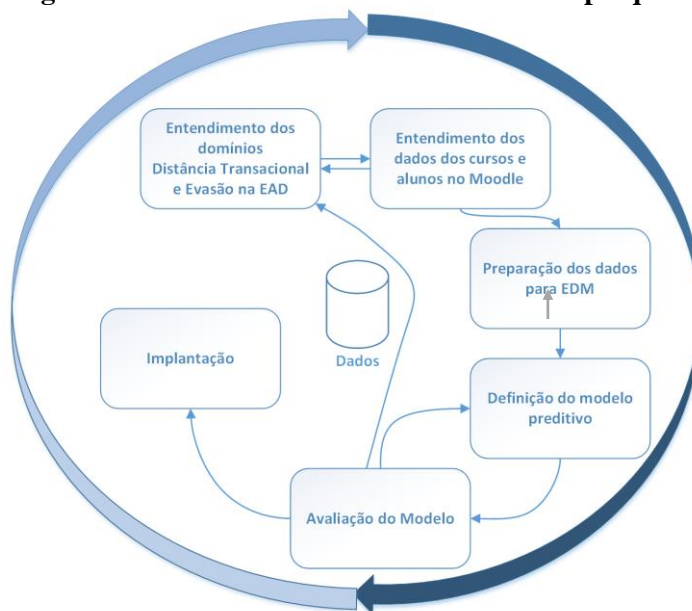 Entendimento dos
domínios
Distância Transacional
e Evasão na EAD
Entendimento dos
dados dos cursos e
alunos no Moodle
Preparação dos dados
para EDM
Dados
Implantação
Definição do modelo
preditivo
Avaliação do Modelo